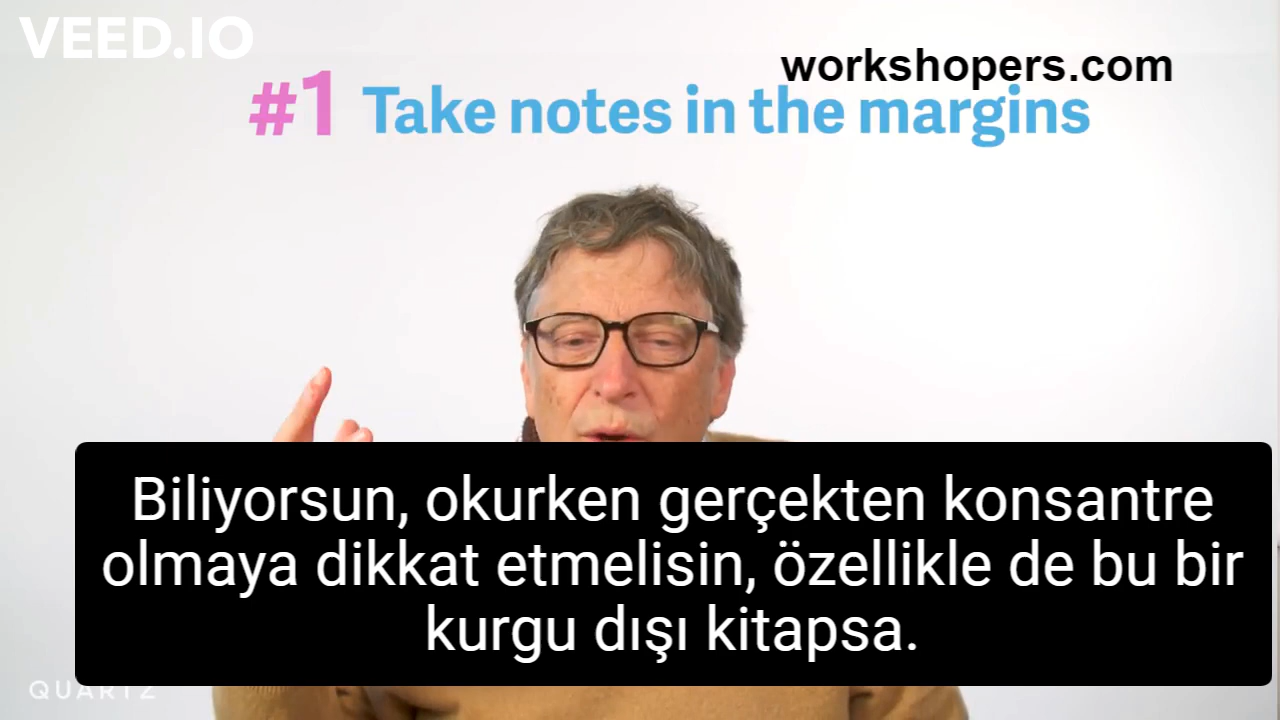 VEED.IO
workshopers.com
#1 Take notes in the margins
Biliyorsun, okurken gerçekten konsantre
olmaya dikkat etmelisin, özellikle de bu bir
kurgu dışı kitapsa.
QUARTZ